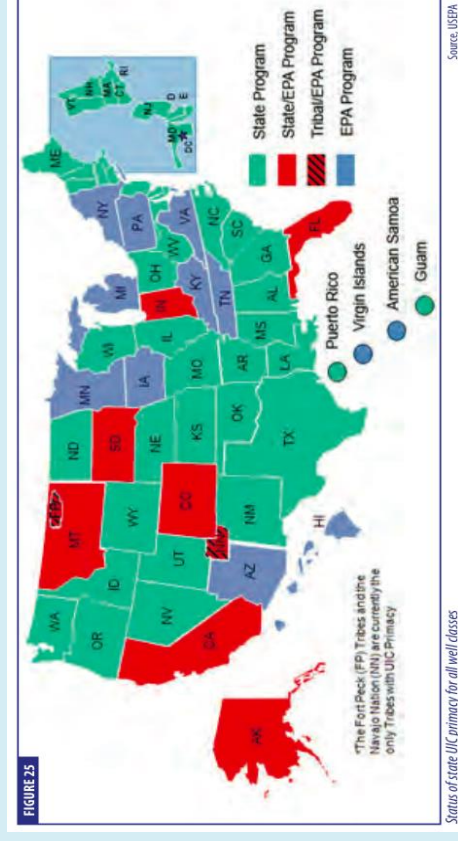 FIGURE 25
WA
OR
CA
NV
ID
MT
FP
WY
UT
AZ
CO
NM
ND
SD
NE
KS
OK
TX
MN
IA
MO
AR
LA
WI
IL
MI
IN
OH
KY
TN
MS
AL
GA
FL
SC
NC
VA
WV
PA
NY
ME
VT
NH
MA
CT
RI
NJ
D
E
MD
DC
AK
HI
State Program
State/EPA Program
Tribal/EPA Program
EPA Program
Puerto Rico
Virgin Islands
American Samoa
Guam
*The Fort Peck (FP) Tribes and the
Navajo Nation (NN) are currently the
only Tribes with UIC Primacy
Status of state UIC primacy for all well classes
Source, USEPA